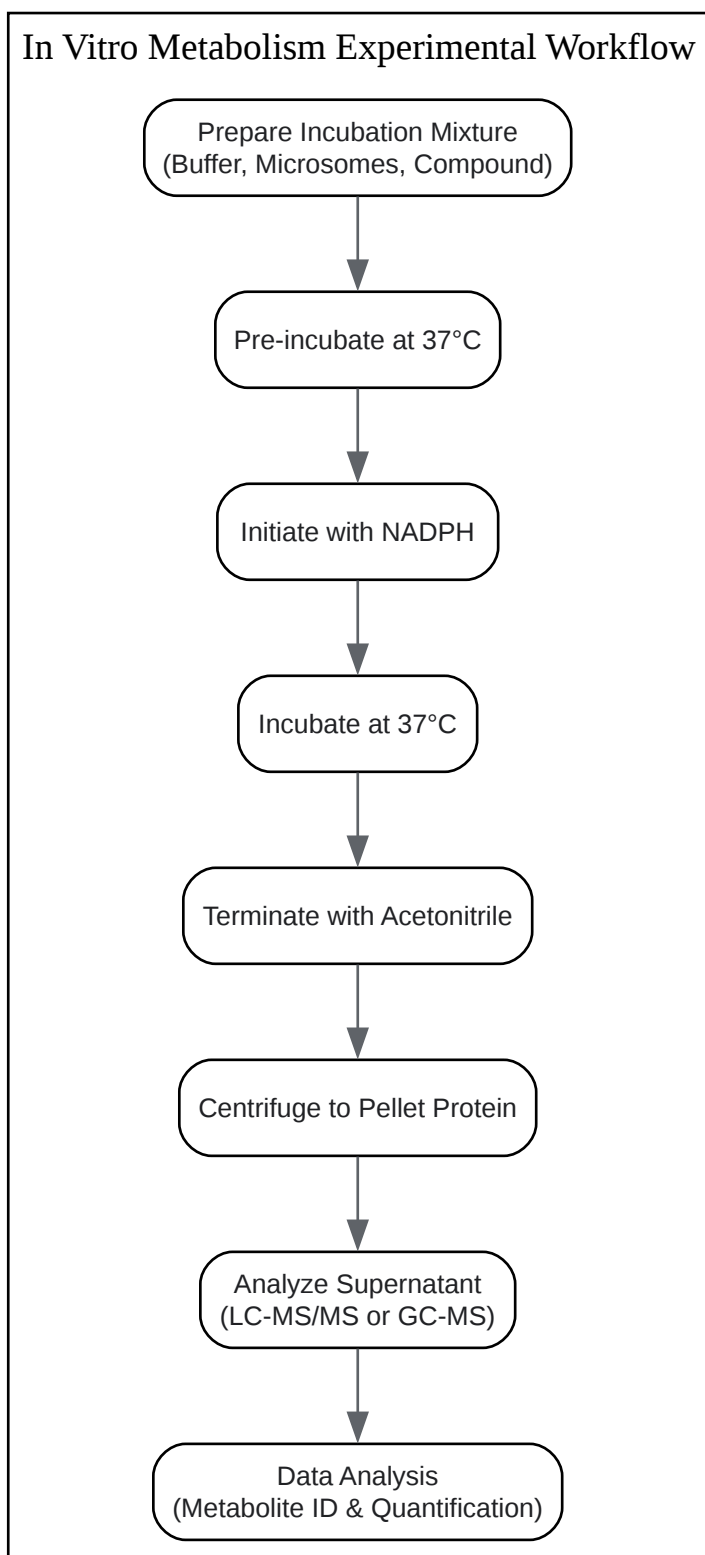 In Vitro Metabolism Experimental Workflow
Prepare Incubation Mixture
(Buffer, Microsomes, Compound)
Pre-incubate at 37°C
Initiate with NADPH
Incubate at 37°C
Terminate with Acetonitrile
Centrifuge to Pellet Protein
Analyze Supernatant
(LC-MS/MS or GC-MS)
Data Analysis
(Metabolite ID & Quantification)